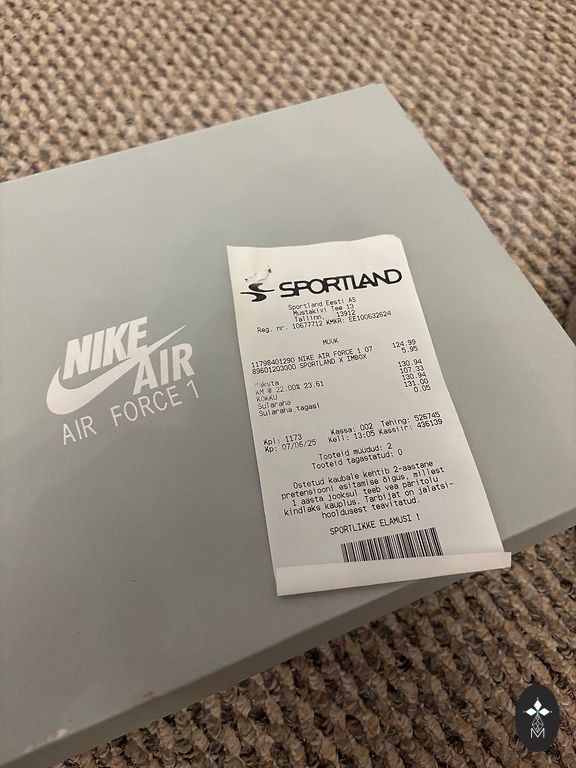 NIKE
AIR
AIR FORCE 1
SPORTLAND
Sportland Eesti AS
Mustakivi Tee 13
Tallinn, 13912
Reg. nr. 10677712 KMKR: EE100632624
MÜÜK
11798401290 NIKE AIR FORCE 1 07 124.99
89601203000 SPORTLAND X IMBOX 5.95
Maksta 130.94
KM @ 22.00% 23.61 107.33
KOKKU 130.94
Sularaha 131.00
Sularaha tagasi 0.05
Kpl: 1173 Kassa: 002 Tehing: 526745
Kp: 07/06/25 Kell: 13:05 Kassiir: 436139
Tooteid müüdud: 2
Tooteid tagastatud: 0
Ostetud kaubale kehtib 2-aastane
pretensiooni esitamise õigus, millest
1 aasta jooksul teeb vea päritolu
kindlaks kauplus. Tarbijat on jalatsi-
hooldusest teavitatud.
SPORTLIKKE ELAMUSI !
M